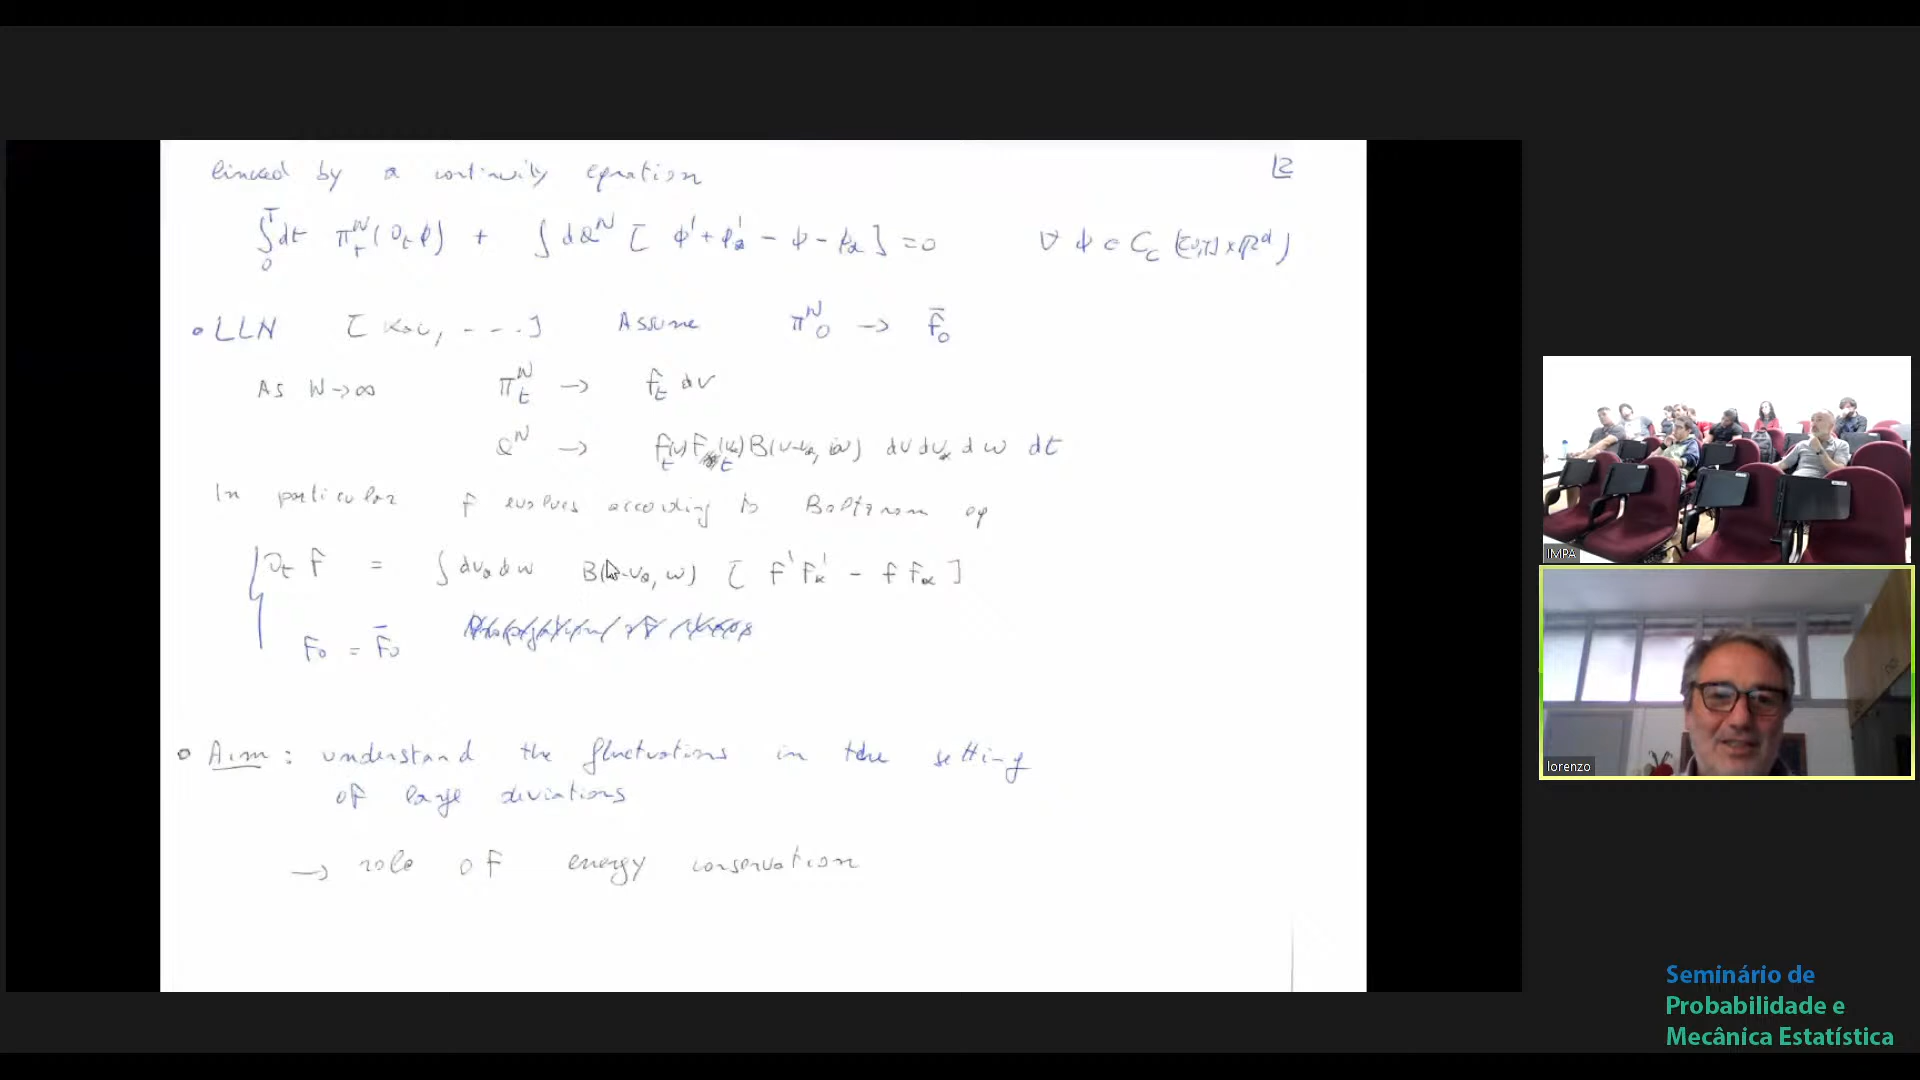 linked by a continuity equation
2
∫₀ᵀ dt π_t^N (∂_t φ) + ∫ dQ^N [ φ' + φ'_* - φ - φ_* ] = 0 ∀ φ ∈ C_c ([0,T] × R^d)
• LLN [ Kac, - - - ] Assume π_0^N → f̄_0
As N → ∞ π_t^N → f_t dv
Q^N → f_t(v) f_t(v_*) B(v-v_*, ω) dv dv_* dω dt
In particular f evolves according to Boltzmann eq
∂_t f = ∫ dv_* dω B(v-v_*, ω) [ f' f'_* - f f_* ]
f_0 = f̄_0
• Aim : understand the fluctuations in the setting
of large deviations
→ role of energy conservation
IMPA
lorenzo
Seminário de
Probabilidade e
Mecânica Estatística